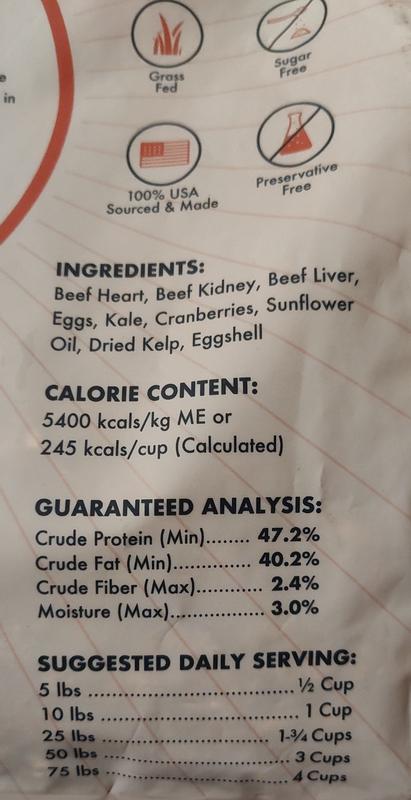 e
in
Grass
Fed
Sugar
Free
100% USA
Sourced & Made
Preservative
Free
INGREDIENTS:
Beef Heart, Beef Kidney, Beef Liver,
Eggs, Kale, Cranberries, Sunflower
Oil, Dried Kelp, Eggshell
CALORIE CONTENT:
5400 kcals/kg ME or
245 kcals/cup (Calculated)
GUARANTEED ANALYSIS:
Crude Protein (Min)........ 47.2%
Crude Fat (Min).............. 40.2%
Crude Fiber (Max)............ 2.4%
Moisture (Max)................. 3.0%
SUGGESTED DAILY SERVING:
5 lbs .....................................½ Cup
10 lbs ..................................... 1 Cup
25 lbs ............................... 1-¾ Cups
50 lbs .................................. 3 Cups
75 lbs .................................. 4 Cups